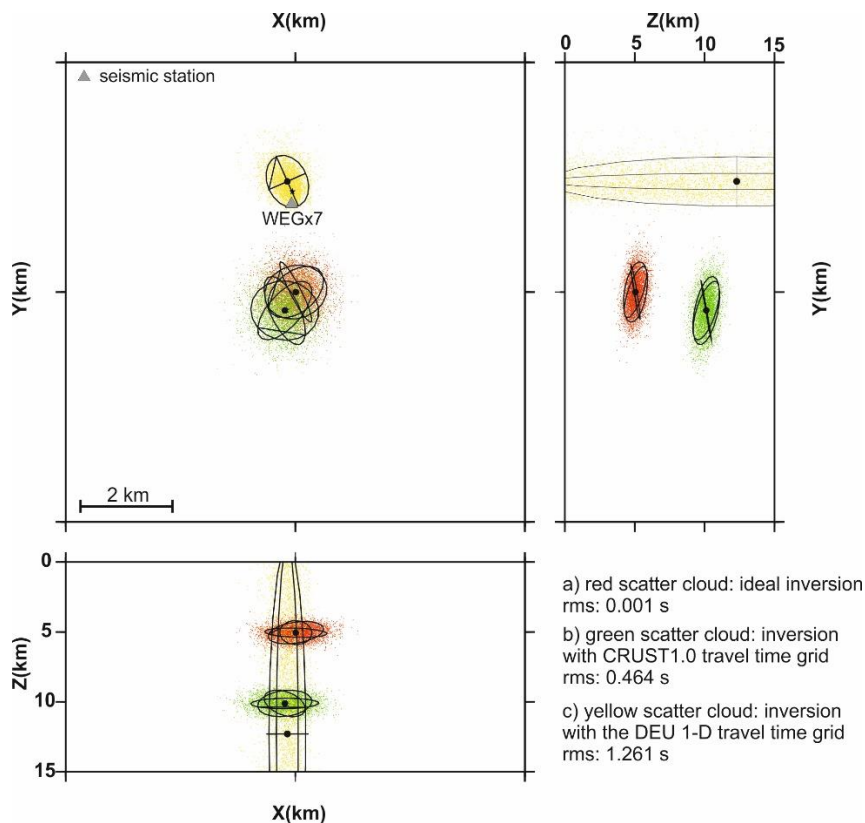 X(km)
Z(km)
0
5
10
15
seismic station
WEGx7
Y(km)
Y(km)
2 km
0
5
10
15
Z(km)
X(km)
a) red scatter cloud: ideal inversion
rms: 0.001 s
b) green scatter cloud: inversion
with CRUST1.0 travel time grid
rms: 0.464 s
c) yellow scatter cloud: inversion
with the DEU 1-D travel time grid
rms: 1.261 s